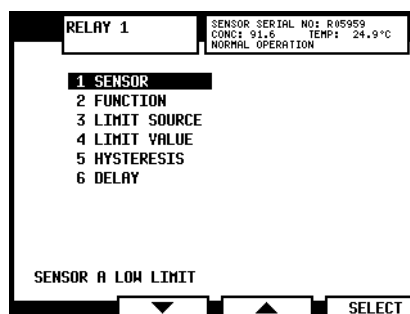 RELAY 1
SENSOR SERIAL NO: R05959
CONC: 91.6 TEMP: 24.9°C
NORMAL OPERATION
1 SENSOR
2 FUNCTION
3 LIMIT SOURCE
4 LIMIT VALUE
5 HYSTERESIS
6 DELAY
SENSOR A LOW LIMIT
SELECT